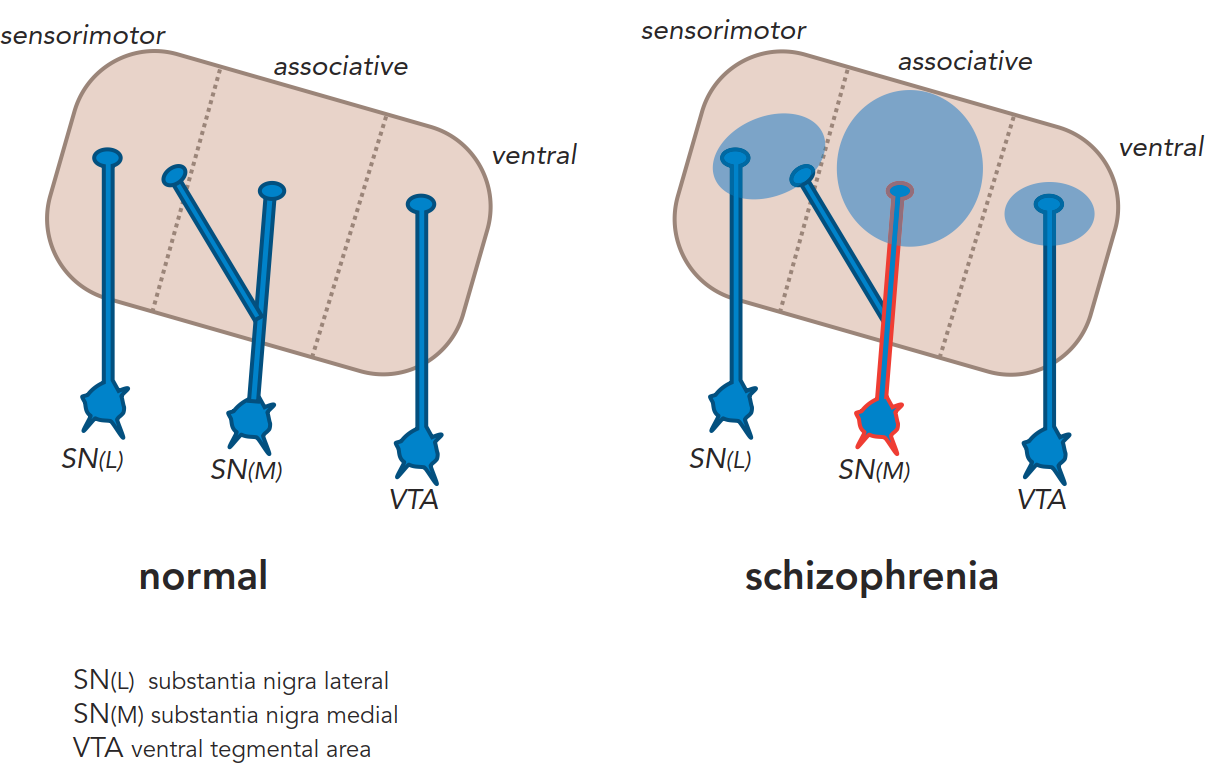 sensorimotor
associative
ventral
SN(L)
SN(M)
VTA
normal
sensorimotor
associative
ventral
SN(L)
SN(M)
VTA
schizophrenia
SN(L) substantia nigra lateral
SN(M) substantia nigra medial
VTA ventral tegmental area